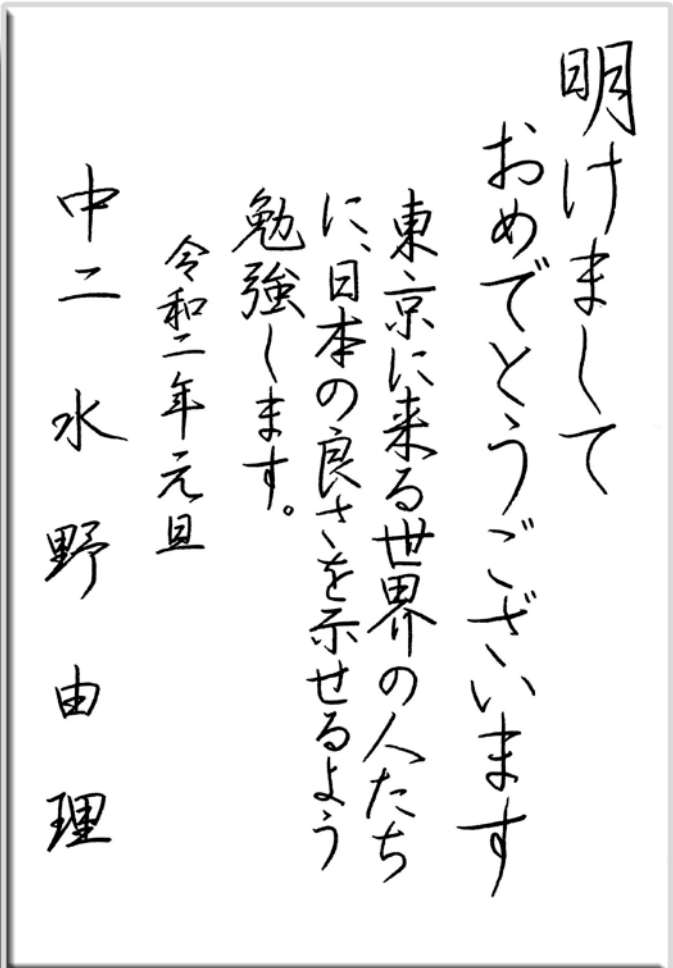 明けまして
おめでとうございます
東京に来る世界の人たち
に、日本の良さを示せるよう
勉強します。
令和二年元旦
中二 水野由理